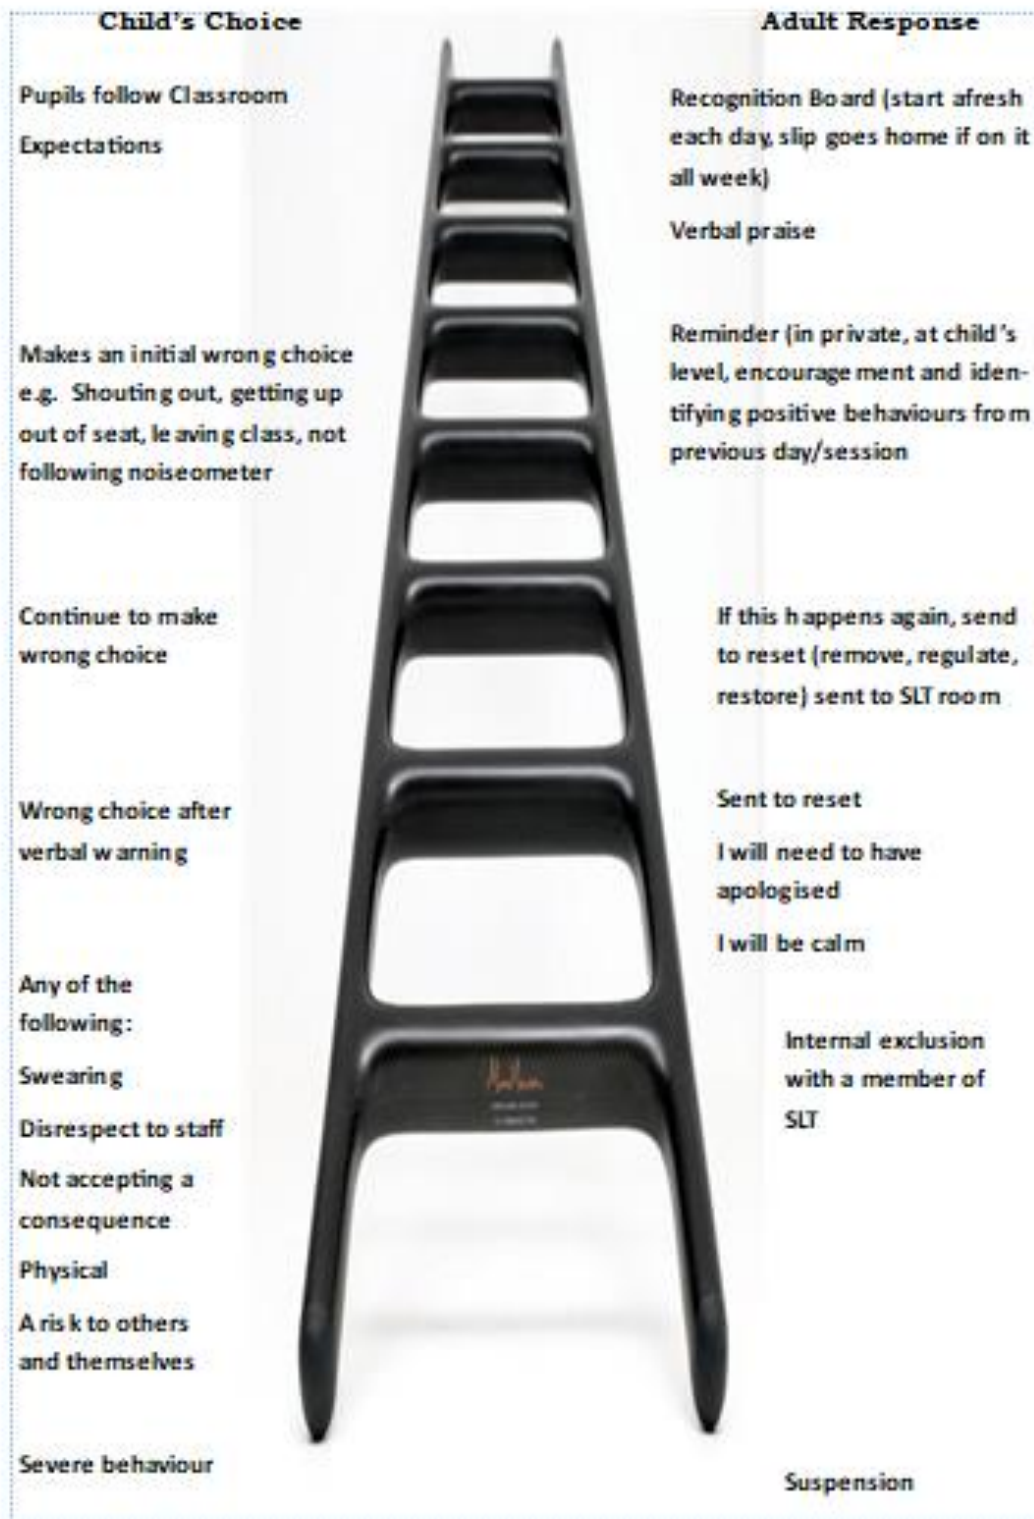 Child's Choice
Adult Response
Pupils follow Classroom
Expectations
Recognition Board (start afresh
each day, slip goes home if on it
all week)
Verbal praise
Makes an initial wrong choice
e.g. Shouting out, getting up
out of seat, leaving class, not
following noiseometer
Reminder (in private, at child's
level, encouragement and iden-
tifying positive behaviours from
previous day/session
Continue to make
wrong choice
If this happens again, send
to reset (remove, regulate,
restore) sent to SLT room
Wrong choice after
verbal warning
Sent to reset
I will need to have
apologised
I will be calm
Any of the
following:
Swearing
Disrespect to staff
Not accepting a
consequence
Physical
A risk to others
and themselves
Internal exclusion
with a member of
SLT
Severe behaviour
Suspension